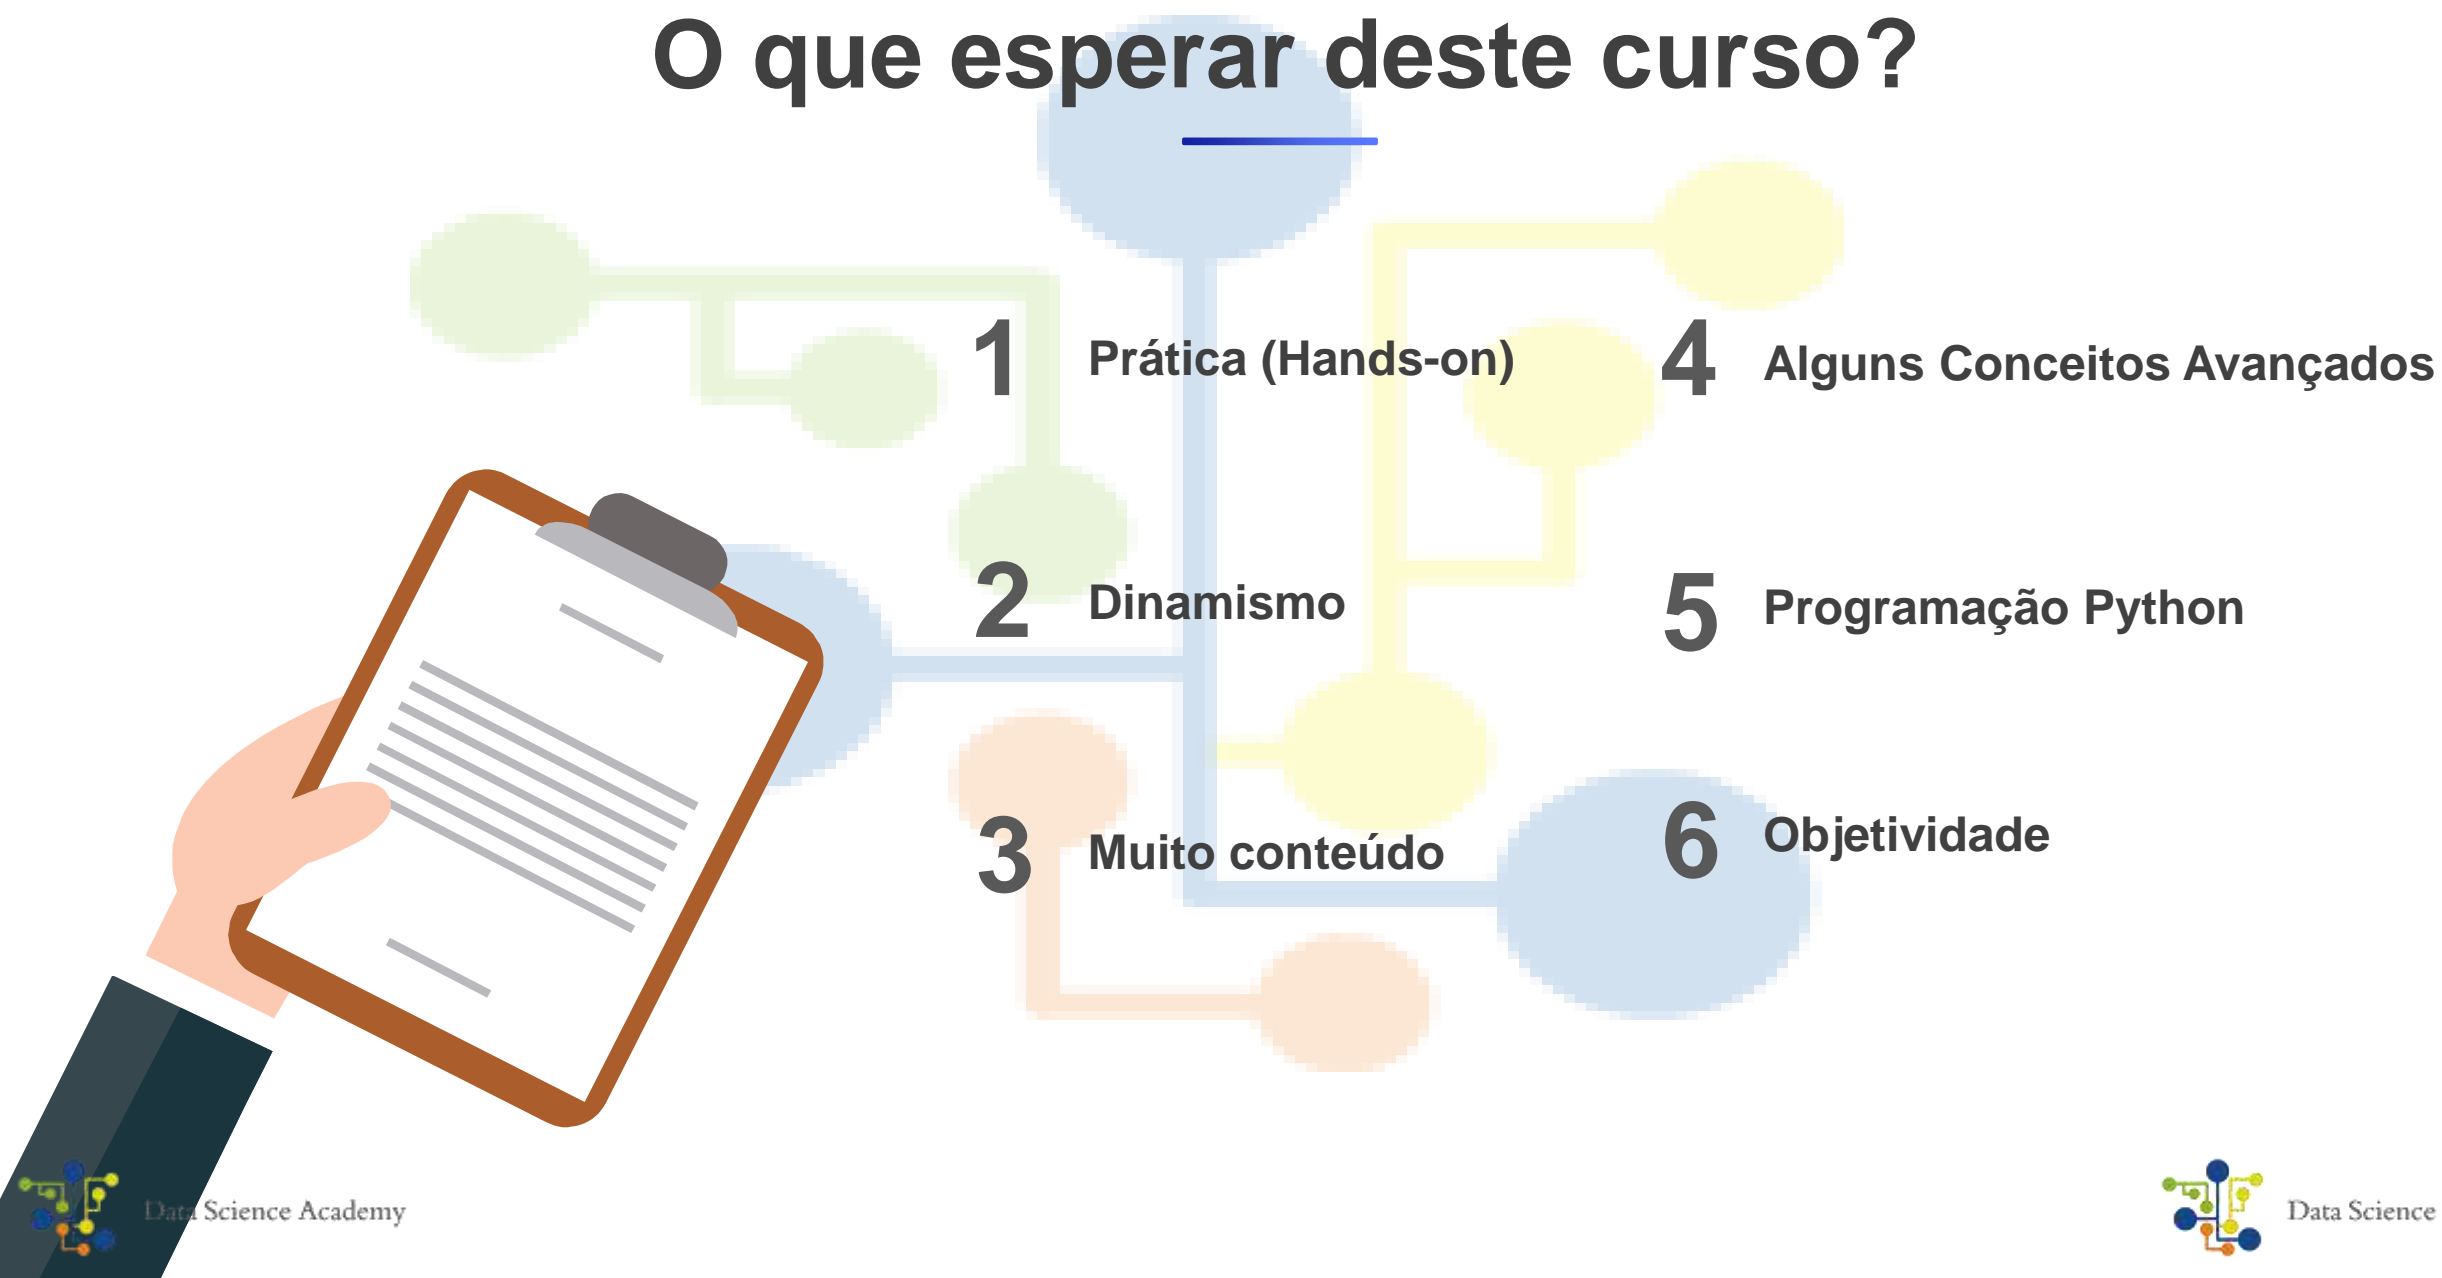 O que esperar deste curso?
1 Prática (Hands-on)
2 Dinamismo
3 Muito conteúdo
4 Alguns Conceitos Avançados
5 Programação Python
6 Objetividade
Data Science Academy
Data Science